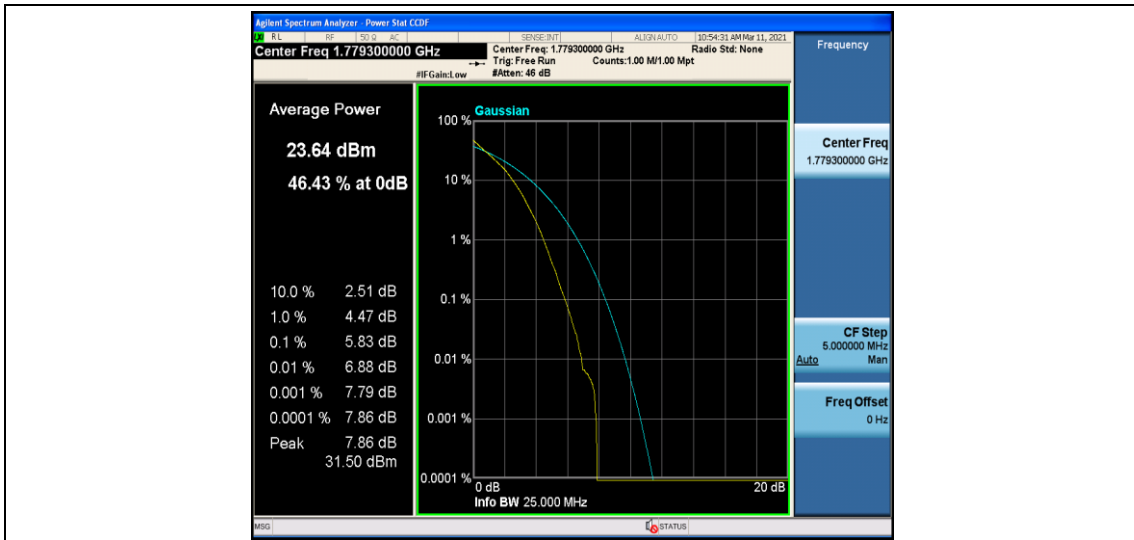 Agilent Spectrum Analyzer - Power Stat CCDF
LXI RL RF 50 Ω AC SENSE:INT ALIGNAUTO 10:54:31 AM Mar 11, 2021
Center Freq 1.779300000 GHz
Center Freq: 1.779300000 GHz Radio Std: None
Trig: Free Run Counts:1.00 M/1.00 Mpt
#IFGain:Low #Atten: 46 dB
Frequency
Average Power
23.64 dBm
46.43 % at 0dB
10.0 % 2.51 dB
1.0 % 4.47 dB
0.1 % 5.83 dB
0.01 % 6.88 dB
0.001 % 7.79 dB
0.0001 % 7.86 dB
Peak 7.86 dB
31.50 dBm
Gaussian
100 %
10 %
1 %
0.1 %
0.01 %
0.001 %
0.0001 %
0 dB 20 dB
Info BW 25.000 MHz
Center Freq
1.779300000 GHz
CF Step
5.000000 MHz
Auto Man
Freq Offset
0 Hz
MSG STATUS